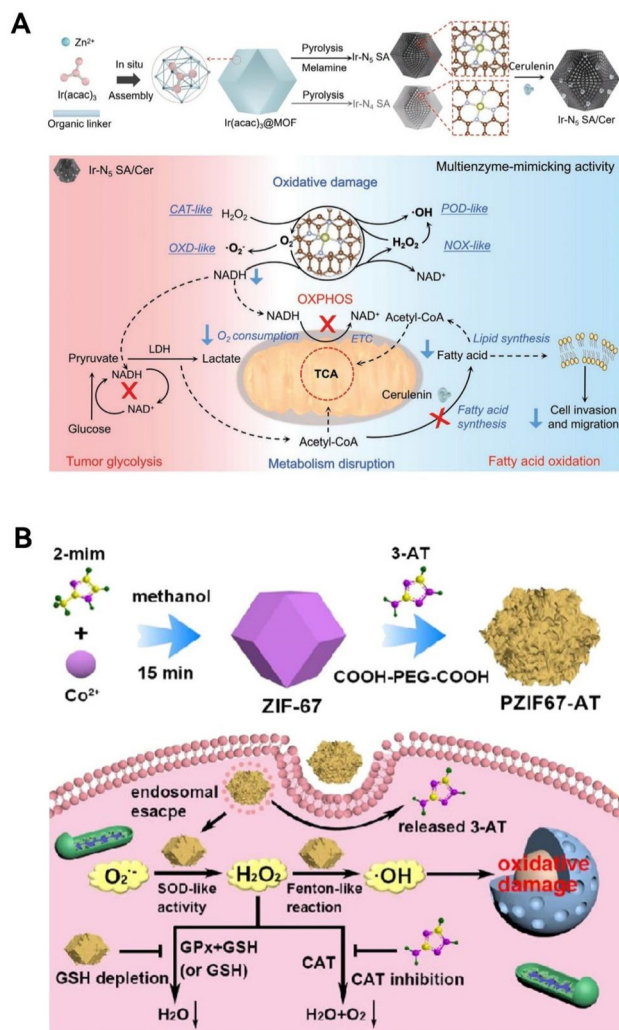 A
Zn²⁺
Ir(acac)₃
Organic linker
In situ
Assembly
Ir(acac)₃@MOF
Pyrolysis
Melamine
Ir-N₅ SA
Pyrolysis
Ir-N₄ SA
Cerulenin
Ir-N₅ SA/Cer
Ir-N₅ SA/Cer
Multienzyme-mimicking activity
Oxidative damage
CAT-like
H₂O₂
·OH
POD-like
OXD-like
·O₂⁻
O₂
H₂O₂
NOX-like
NADH
NAD⁺
OXPHOS
NADH
NAD⁺
Acetyl-CoA
O₂ consumption
ETC
Lipid synthesis
LDH
Pryruvate
Lactate
Fatty acid
NADH
TCA
NAD⁺
Cerulenin
Glucose
Fatty acid
synthesis
Cell invasion
and migration
Acetyl-CoA
Tumor glycolysis
Metabolism disruption
Fatty acid oxidation
B
2-mim
+
Co²⁺
methanol
15 min
ZIF-67
3-AT
COOH-PEG-COOH
PZIF67-AT
endosomal
esacpe
released 3-AT
O₂·⁻
SOD-like
activity
H₂O₂
Fenton-like
reaction
·OH
oxidative
damage
GSH depletion
GPx+GSH
(or GSH)
CAT
CAT inhibition
H₂O
H₂O+O₂